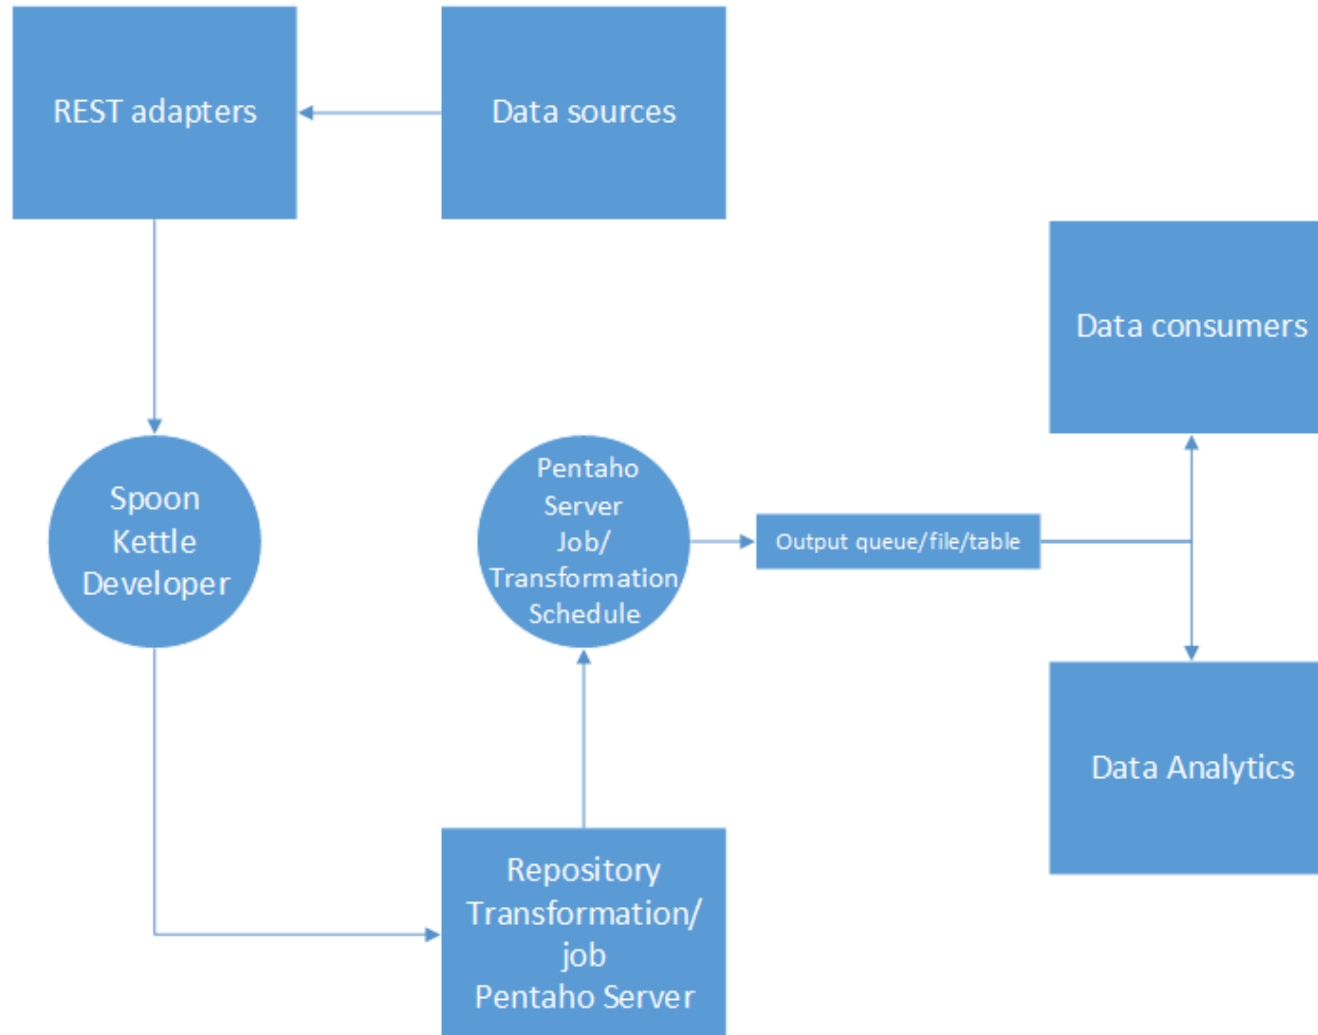 REST adapters
Data sources
Data consumers
Spoon
Kettle
Developer
Pentaho
Server
Job/
Transformation
Schedule
Output queue/file/table
Data Analytics
Repository
Transformation/
job
Pentaho Server